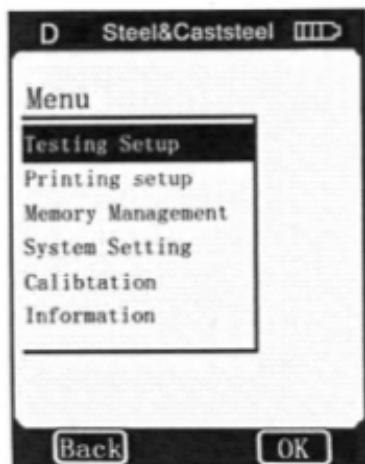 D Steel&Caststeel
Menu
Testing Setup
Printing setup
Memory Management
System Setting
Calibtation
Information
Back OK